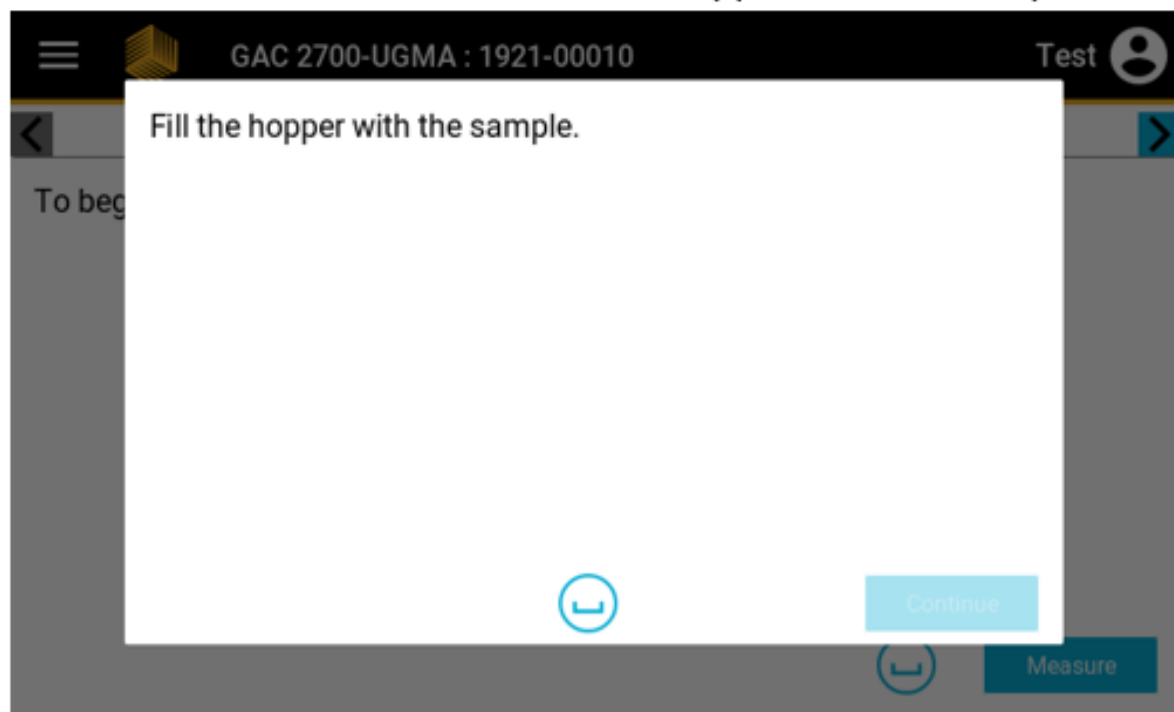 GAC 2700-UGMA : 1921-00010
Test
Fill the hopper with the sample.
To beg
Continue
Measure